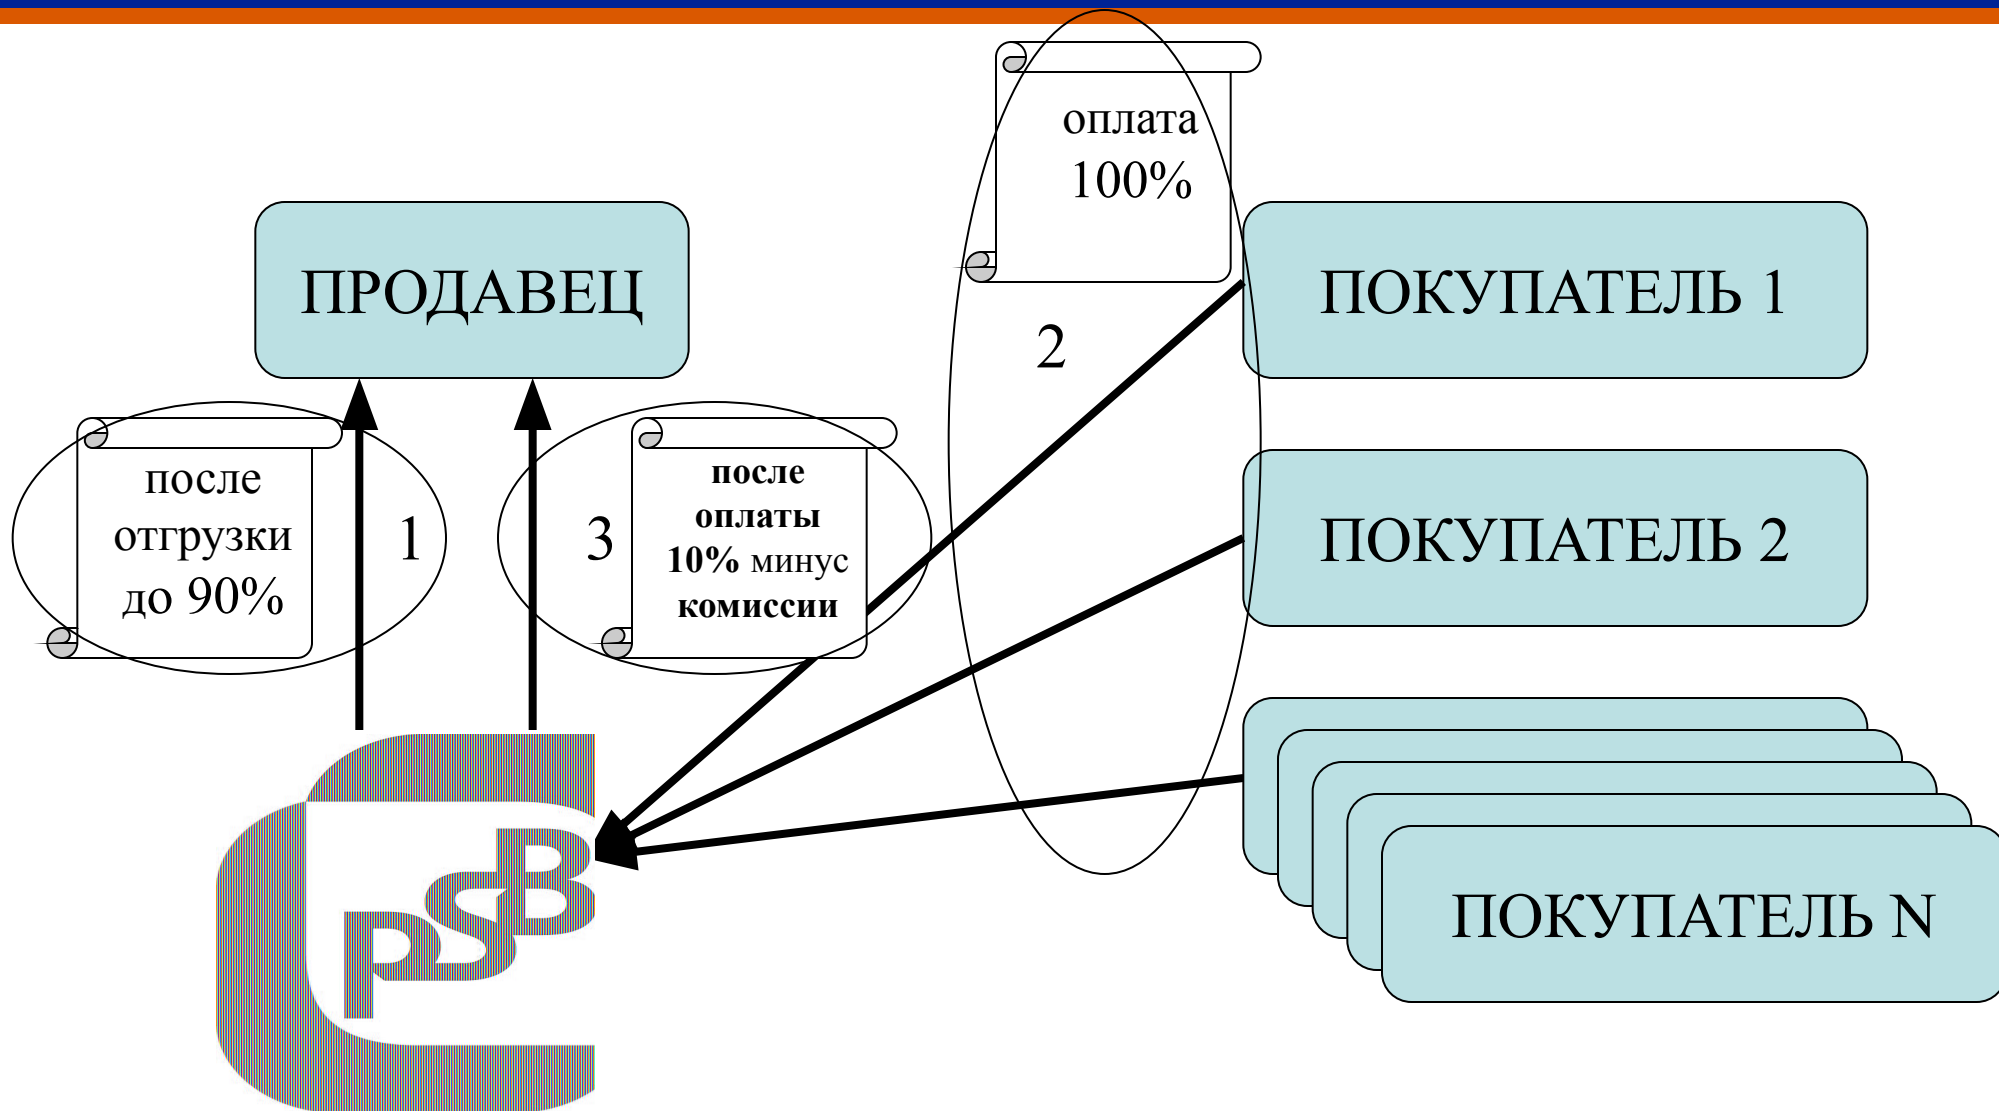 оплата
100%
ПРОДАВЕЦ
ПОКУПАТЕЛЬ 1
2
после
отгрузки
до 90%
1
3
после
оплаты
10% минус
комиссии
ПОКУПАТЕЛЬ 2
ПОКУПАТЕЛЬ N
PSB